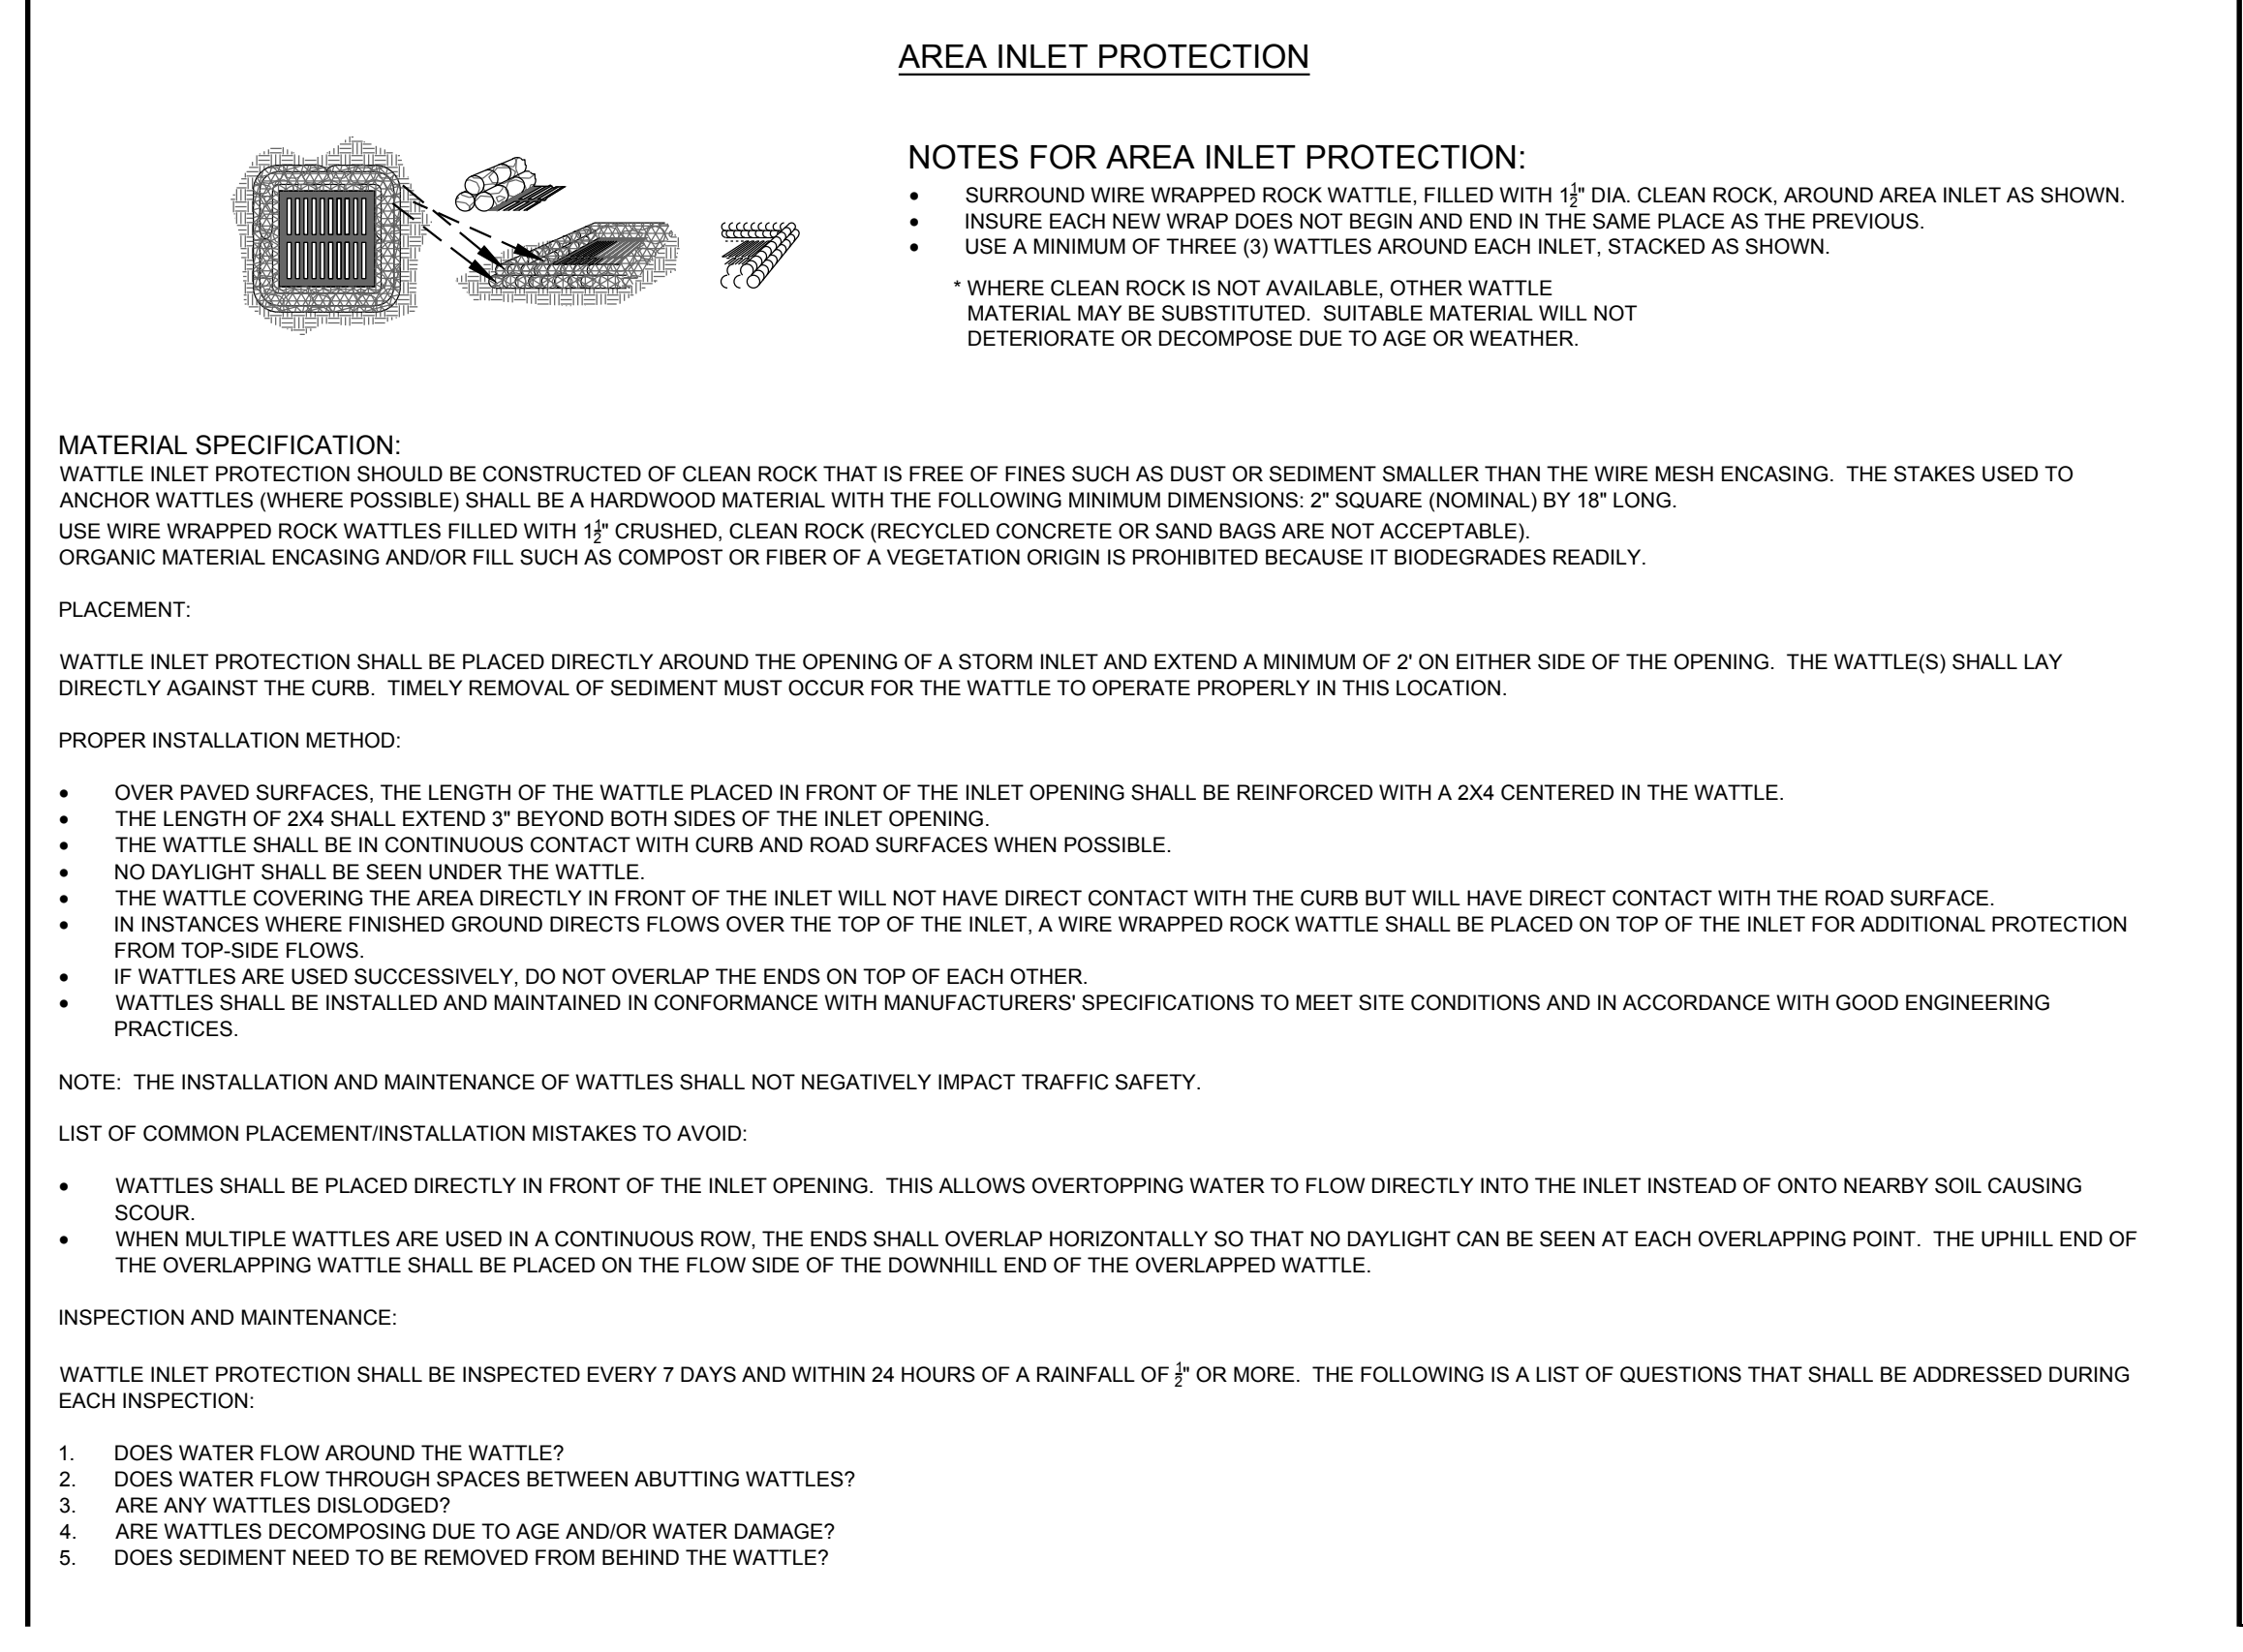 AREA INLET PROTECTION
NOTES FOR AREA INLET PROTECTION:
• SURROUND WIRE WRAPPED ROCK WATTLE, FILLED WITH 1½" DIA. CLEAN ROCK, AROUND AREA INLET AS SHOWN.
• INSURE EACH NEW WRAP DOES NOT BEGIN AND END IN THE SAME PLACE AS THE PREVIOUS.
• USE A MINIMUM OF THREE (3) WATTLES AROUND EACH INLET, STACKED AS SHOWN.
* WHERE CLEAN ROCK IS NOT AVAILABLE, OTHER WATTLE
MATERIAL MAY BE SUBSTITUTED. SUITABLE MATERIAL WILL NOT
DETERIORATE OR DECOMPOSE DUE TO AGE OR WEATHER.
MATERIAL SPECIFICATION:
WATTLE INLET PROTECTION SHOULD BE CONSTRUCTED OF CLEAN ROCK THAT IS FREE OF FINES SUCH AS DUST OR SEDIMENT SMALLER THAN THE WIRE MESH ENCASING. THE STAKES USED TO
ANCHOR WATTLES (WHERE POSSIBLE) SHALL BE A HARDWOOD MATERIAL WITH THE FOLLOWING MINIMUM DIMENSIONS: 2" SQUARE (NOMINAL) BY 18" LONG.
USE WIRE WRAPPED ROCK WATTLES FILLED WITH 1½" CRUSHED, CLEAN ROCK (RECYCLED CONCRETE OR SAND BAGS ARE NOT ACCEPTABLE).
ORGANIC MATERIAL ENCASING AND/OR FILL SUCH AS COMPOST OR FIBER OF A VEGETATION ORIGIN IS PROHIBITED BECAUSE IT BIODEGRADES READILY.
PLACEMENT:
WATTLE INLET PROTECTION SHALL BE PLACED DIRECTLY AROUND THE OPENING OF A STORM INLET AND EXTEND A MINIMUM OF 2' ON EITHER SIDE OF THE OPENING. THE WATTLE(S) SHALL LAY
DIRECTLY AGAINST THE CURB. TIMELY REMOVAL OF SEDIMENT MUST OCCUR FOR THE WATTLE TO OPERATE PROPERLY IN THIS LOCATION.
PROPER INSTALLATION METHOD:
• OVER PAVED SURFACES, THE LENGTH OF THE WATTLE PLACED IN FRONT OF THE INLET OPENING SHALL BE REINFORCED WITH A 2X4 CENTERED IN THE WATTLE.
• THE LENGTH OF 2X4 SHALL EXTEND 3" BEYOND BOTH SIDES OF THE INLET OPENING.
• THE WATTLE SHALL BE IN CONTINUOUS CONTACT WITH CURB AND ROAD SURFACES WHEN POSSIBLE.
• NO DAYLIGHT SHALL BE SEEN UNDER THE WATTLE.
• THE WATTLE COVERING THE AREA DIRECTLY IN FRONT OF THE INLET WILL NOT HAVE DIRECT CONTACT WITH THE CURB BUT WILL HAVE DIRECT CONTACT WITH THE ROAD SURFACE.
• IN INSTANCES WHERE FINISHED GROUND DIRECTS FLOWS OVER THE TOP OF THE INLET, A WIRE WRAPPED ROCK WATTLE SHALL BE PLACED ON TOP OF THE INLET FOR ADDITIONAL PROTECTION
FROM TOP-SIDE FLOWS.
• IF WATTLES ARE USED SUCCESSIVELY, DO NOT OVERLAP THE ENDS ON TOP OF EACH OTHER.
• WATTLES SHALL BE INSTALLED AND MAINTAINED IN CONFORMANCE WITH MANUFACTURERS' SPECIFICATIONS TO MEET SITE CONDITIONS AND IN ACCORDANCE WITH GOOD ENGINEERING
PRACTICES.
NOTE: THE INSTALLATION AND MAINTENANCE OF WATTLES SHALL NOT NEGATIVELY IMPACT TRAFFIC SAFETY.
LIST OF COMMON PLACEMENT/INSTALLATION MISTAKES TO AVOID:
• WATTLES SHALL BE PLACED DIRECTLY IN FRONT OF THE INLET OPENING. THIS ALLOWS OVERTOPPING WATER TO FLOW DIRECTLY INTO THE INLET INSTEAD OF ONTO NEARBY SOIL CAUSING
SCOUR.
• WHEN MULTIPLE WATTLES ARE USED IN A CONTINUOUS ROW, THE ENDS SHALL OVERLAP HORIZONTALLY SO THAT NO DAYLIGHT CAN BE SEEN AT EACH OVERLAPPING POINT. THE UPHILL END OF
THE OVERLAPPING WATTLE SHALL BE PLACED ON THE FLOW SIDE OF THE DOWNHILL END OF THE OVERLAPPED WATTLE.
INSPECTION AND MAINTENANCE:
WATTLE INLET PROTECTION SHALL BE INSPECTED EVERY 7 DAYS AND WITHIN 24 HOURS OF A RAINFALL OF ½" OR MORE. THE FOLLOWING IS A LIST OF QUESTIONS THAT SHALL BE ADDRESSED DURING
EACH INSPECTION:
1. DOES WATER FLOW AROUND THE WATTLE?
2. DOES WATER FLOW THROUGH SPACES BETWEEN ABUTTING WATTLES?
3. ARE ANY WATTLES DISLODGED?
4. ARE WATTLES DECOMPOSING DUE TO AGE AND/OR WATER DAMAGE?
5. DOES SEDIMENT NEED TO BE REMOVED FROM BEHIND THE WATTLE?